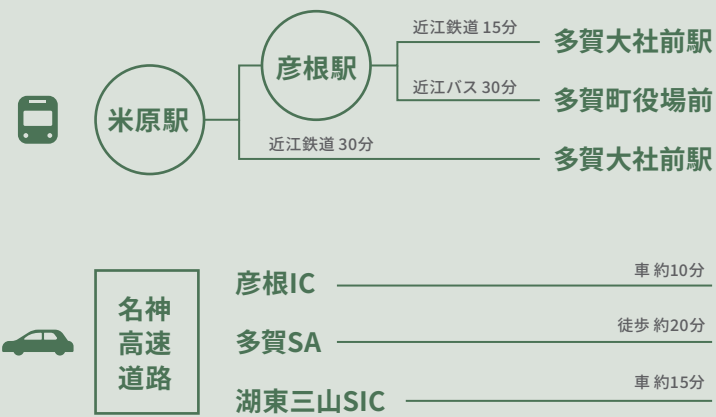 近江鉄道 15分
多賀大社前駅
彦根駅
近江バス 30分
多賀町役場前
米原駅
近江鉄道 30分
多賀大社前駅
名神
高速
道路
彦根IC
車 約10分
多賀SA
徒歩 約20分
湖東三山SIC
車 約15分